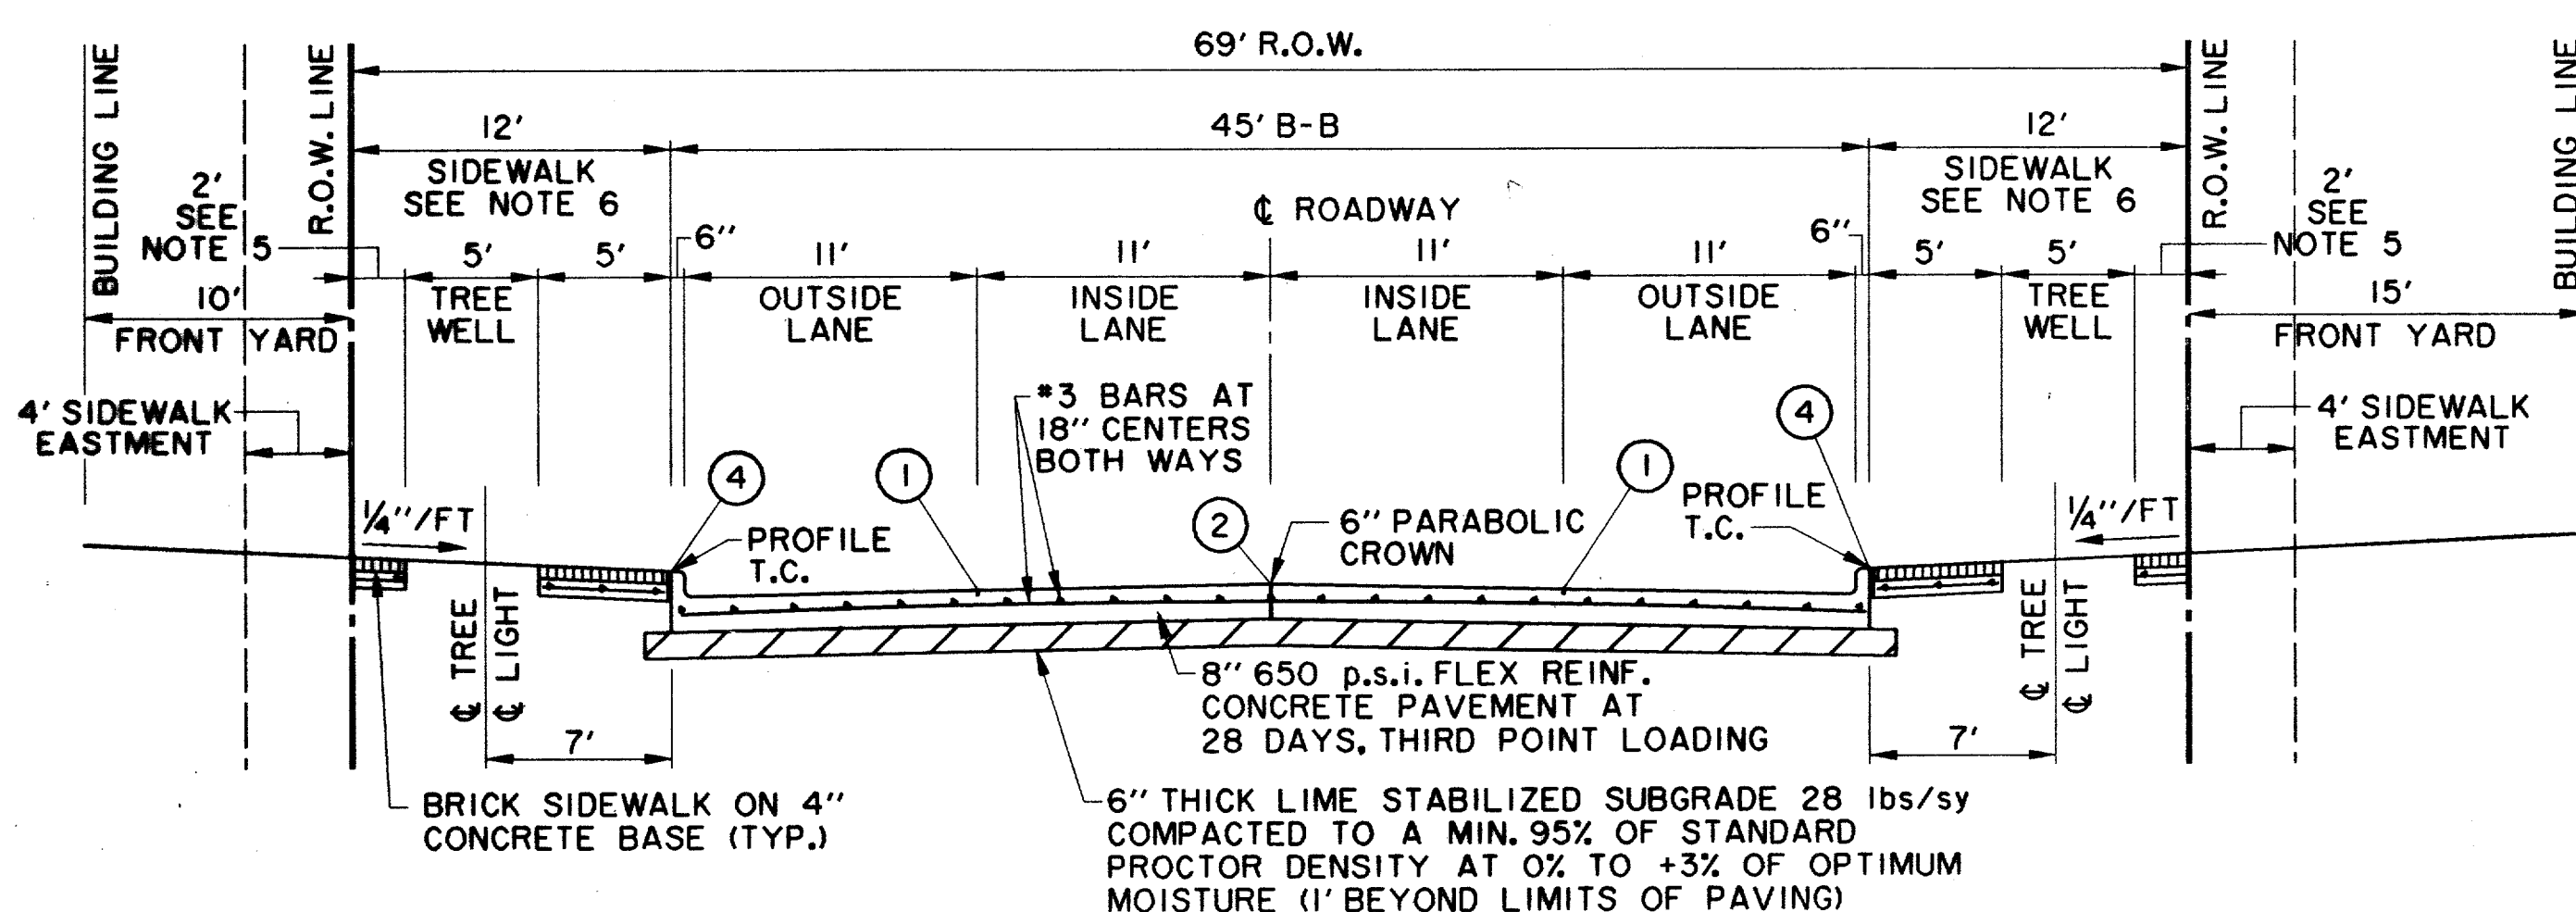 69' R.O.W.
BUILDING LINE
R.O.W. LINE
R.O.W. LINE
BUILDING LINE
12'
45' B-B
12'
SIDEWALK
SEE NOTE 6
SIDEWALK
SEE NOTE 6
2'
SEE
NOTE 5
2'
SEE
NOTE 5
℄ ROADWAY
5'
5'
6"
11'
11'
11'
11'
6"
5'
5'
TREE
WELL
OUTSIDE
LANE
INSIDE
LANE
INSIDE
LANE
OUTSIDE
LANE
TREE
WELL
10'
FRONT YARD
15'
FRONT YARD
4' SIDEWALK
EASTMENT
#3 BARS AT
18" CENTERS
BOTH WAYS
4' SIDEWALK
EASTMENT
4
1
2
1
4
1/4"/FT
PROFILE
T.C.
6" PARABOLIC
CROWN
PROFILE
T.C.
1/4"/FT
℄ TREE
℄ LIGHT
℄ TREE
℄ LIGHT
7'
7'
8" 650 p.s.i. FLEX REINF.
CONCRETE PAVEMENT AT
28 DAYS, THIRD POINT LOADING
BRICK SIDEWALK ON 4"
CONCRETE BASE (TYP.)
6" THICK LIME STABILIZED SUBGRADE 28 lbs/sy
COMPACTED TO A MIN. 95% OF STANDARD
PROCTOR DENSITY AT 0% TO +3% OF OPTIMUM
MOISTURE (1' BEYOND LIMITS OF PAVING)